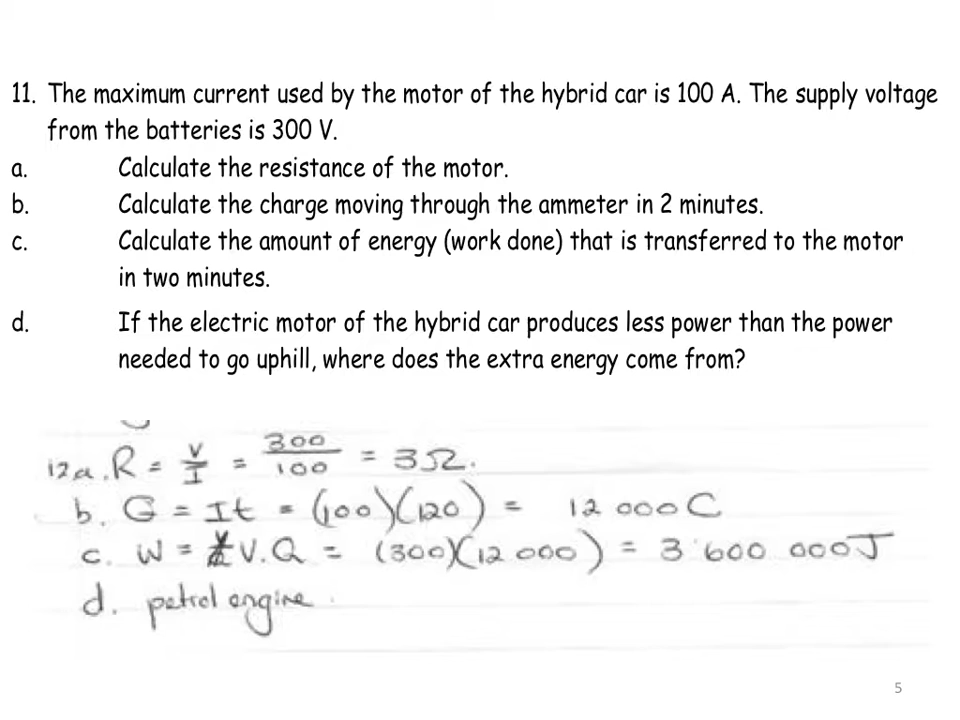 11. The maximum current used by the motor of the hybrid car is 100 A. The supply voltage
from the batteries is 300 V.
a. Calculate the resistance of the motor.
b. Calculate the charge moving through the ammeter in 2 minutes.
c. Calculate the amount of energy (work done) that is transferred to the motor
in two minutes.
d. If the electric motor of the hybrid car produces less power than the power
needed to go uphill, where does the extra energy come from?
12a. R = V/I = 300/100 = 3Ω.
b. Q = It = (100)(120) = 12 000C
c. W = V.Q = (300)(12 000) = 3 600 000J
d. petrol engine.
5